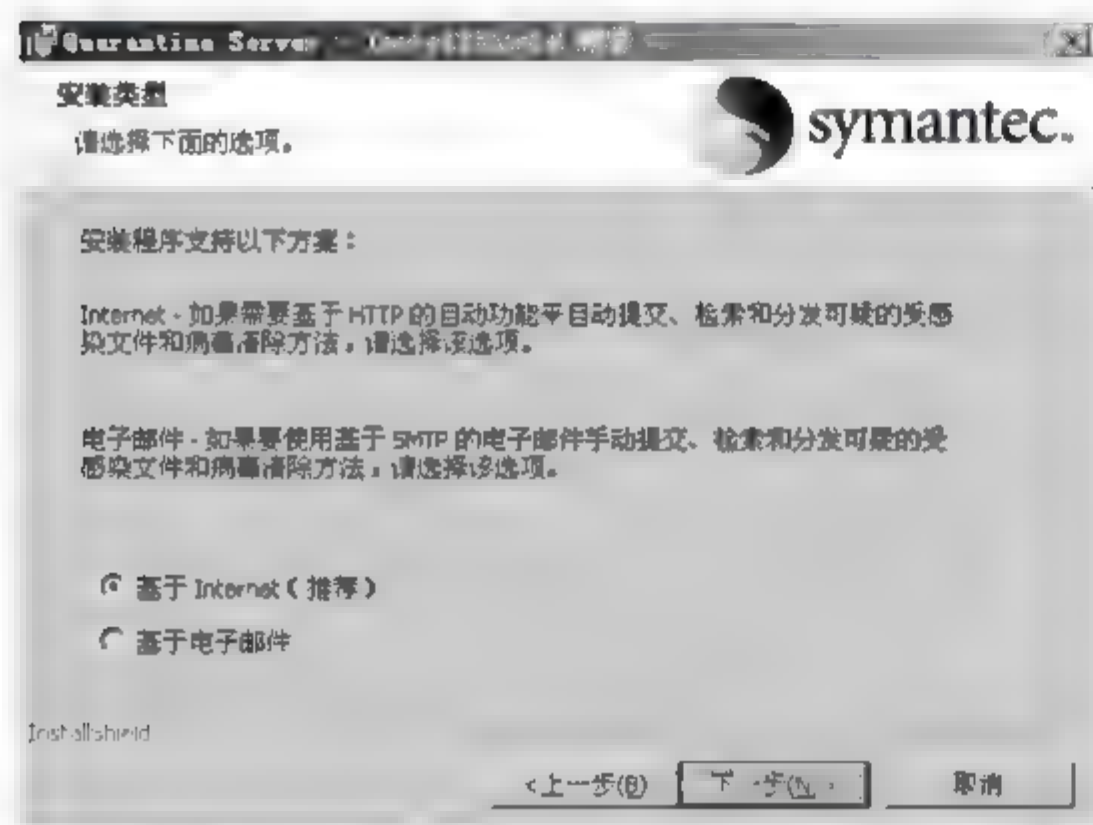 Quarantine Server - InstallShield
安装类型
请选择下面的选项。
symantec.
安装程序支持以下方案：
Internet - 如果需要基于 HTTP 的自动功能来自动提交、检索和分发可疑的受感
染文件和病毒清除方法，请选择该选项。
电子邮件 - 如果要使用基于 SMTP 的电子邮件手动提交、检索和分发可疑的受
感染文件和病毒清除方法，请选择该选项。
基于 Internet（推荐）
基于电子邮件
InstallShield
<上一步(B)
下一步(N) >
取消